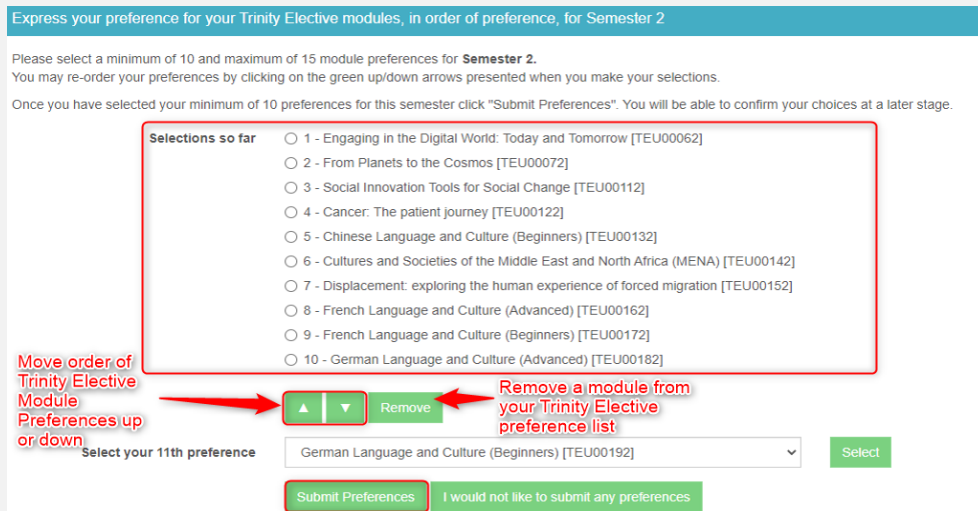 Express your preference for your Trinity Elective modules, in order of preference, for Semester 2
Please select a minimum of 10 and maximum of 15 module preferences for Semester 2.
You may re-order your preferences by clicking on the green up/down arrows presented when you make your selections.
Once you have selected your minimum of 10 preferences for this semester click "Submit Preferences". You will be able to confirm your choices at a later stage.
Selections so far
1 - Engaging in the Digital World: Today and Tomorrow [TEU00062]
2 - From Planets to the Cosmos [TEU00072]
3 - Social Innovation Tools for Social Change [TEU00112]
4 - Cancer: The patient journey [TEU00122]
5 - Chinese Language and Culture (Beginners) [TEU00132]
6 - Cultures and Societies of the Middle East and North Africa (MENA) [TEU00142]
7 - Displacement: exploring the human experience of forced migration [TEU00152]
8 - French Language and Culture (Advanced) [TEU00162]
9 - French Language and Culture (Beginners) [TEU00172]
10 - German Language and Culture (Advanced) [TEU00182]
Move order of
Trinity Elective
Module
Preferences up
or down
▲ ▼ Remove
Remove a module from
your Trinity Elective
preference list
Select your 11th preference
German Language and Culture (Beginners) [TEU00192]
Select
Submit Preferences
I would not like to submit any preferences